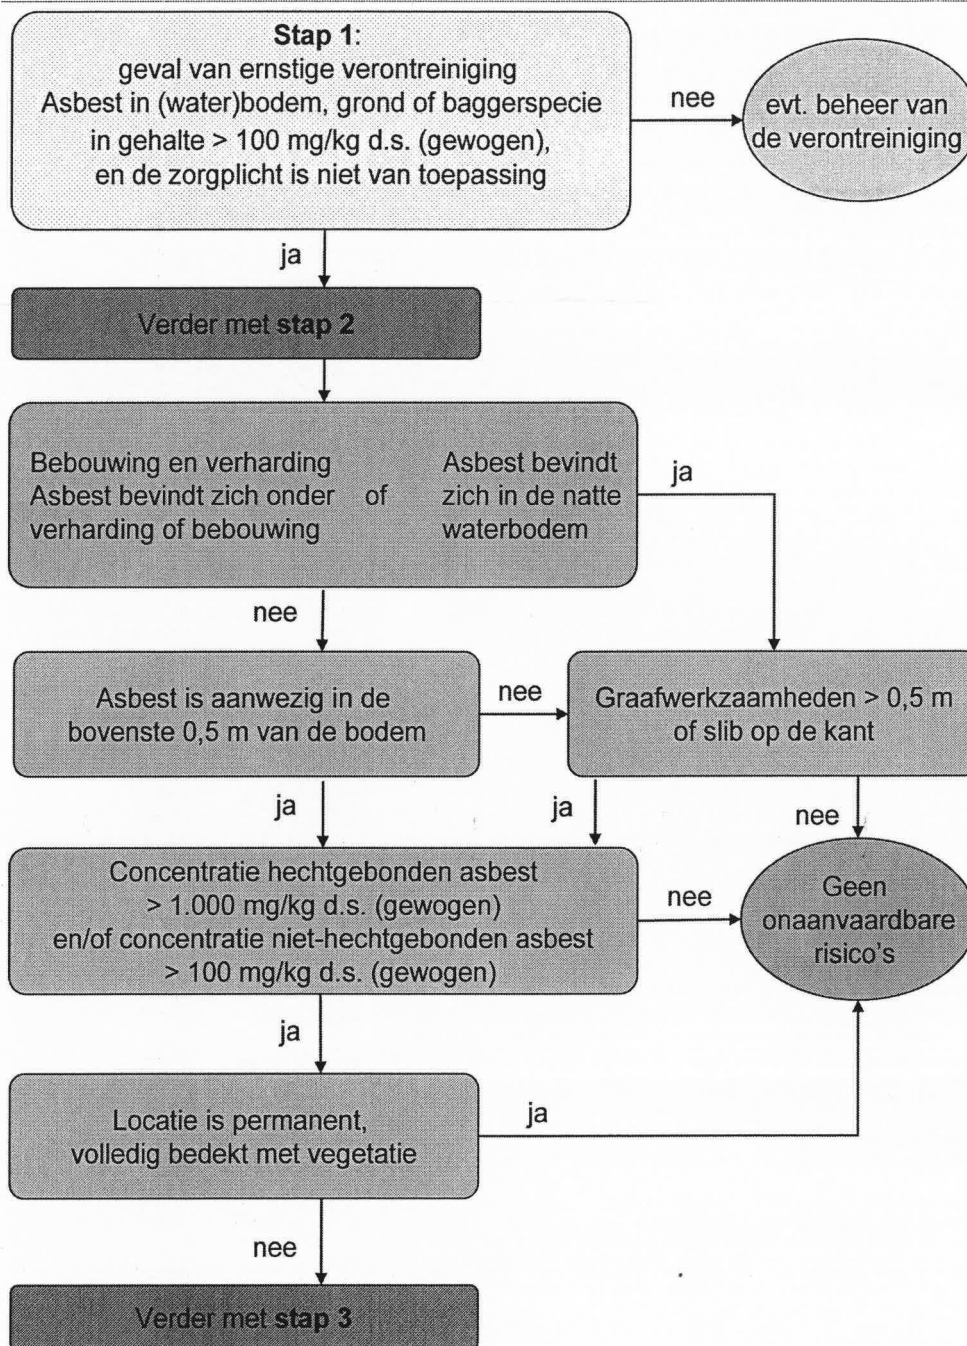 Stap 1:
geval van ernstige verontreiniging
Asbest in (water)bodem, grond of baggerspecie
in gehalte > 100 mg/kg d.s. (gewogen),
en de zorgplicht is niet van toepassing
nee
evt. beheer van
de verontreiniging
ja
Verder met stap 2
Bebouwing en verharding
Asbest bevindt zich onder
verharding of bebouwing
of
Asbest bevindt
zich in de natte
waterbodem
ja
nee
Asbest is aanwezig in de
bovenste 0,5 m van de bodem
nee
Graafwerkzaamheden > 0,5 m
of slib op de kant
ja
ja
nee
Concentratie hechtgebonden asbest
> 1.000 mg/kg d.s. (gewogen)
en/of concentratie niet-hechtgebonden asbest
> 100 mg/kg d.s. (gewogen)
nee
Geen
onaanvaardbare
risico's
ja
Locatie is permanent,
volledig bedekt met vegetatie
ja
nee
Verder met stap 3